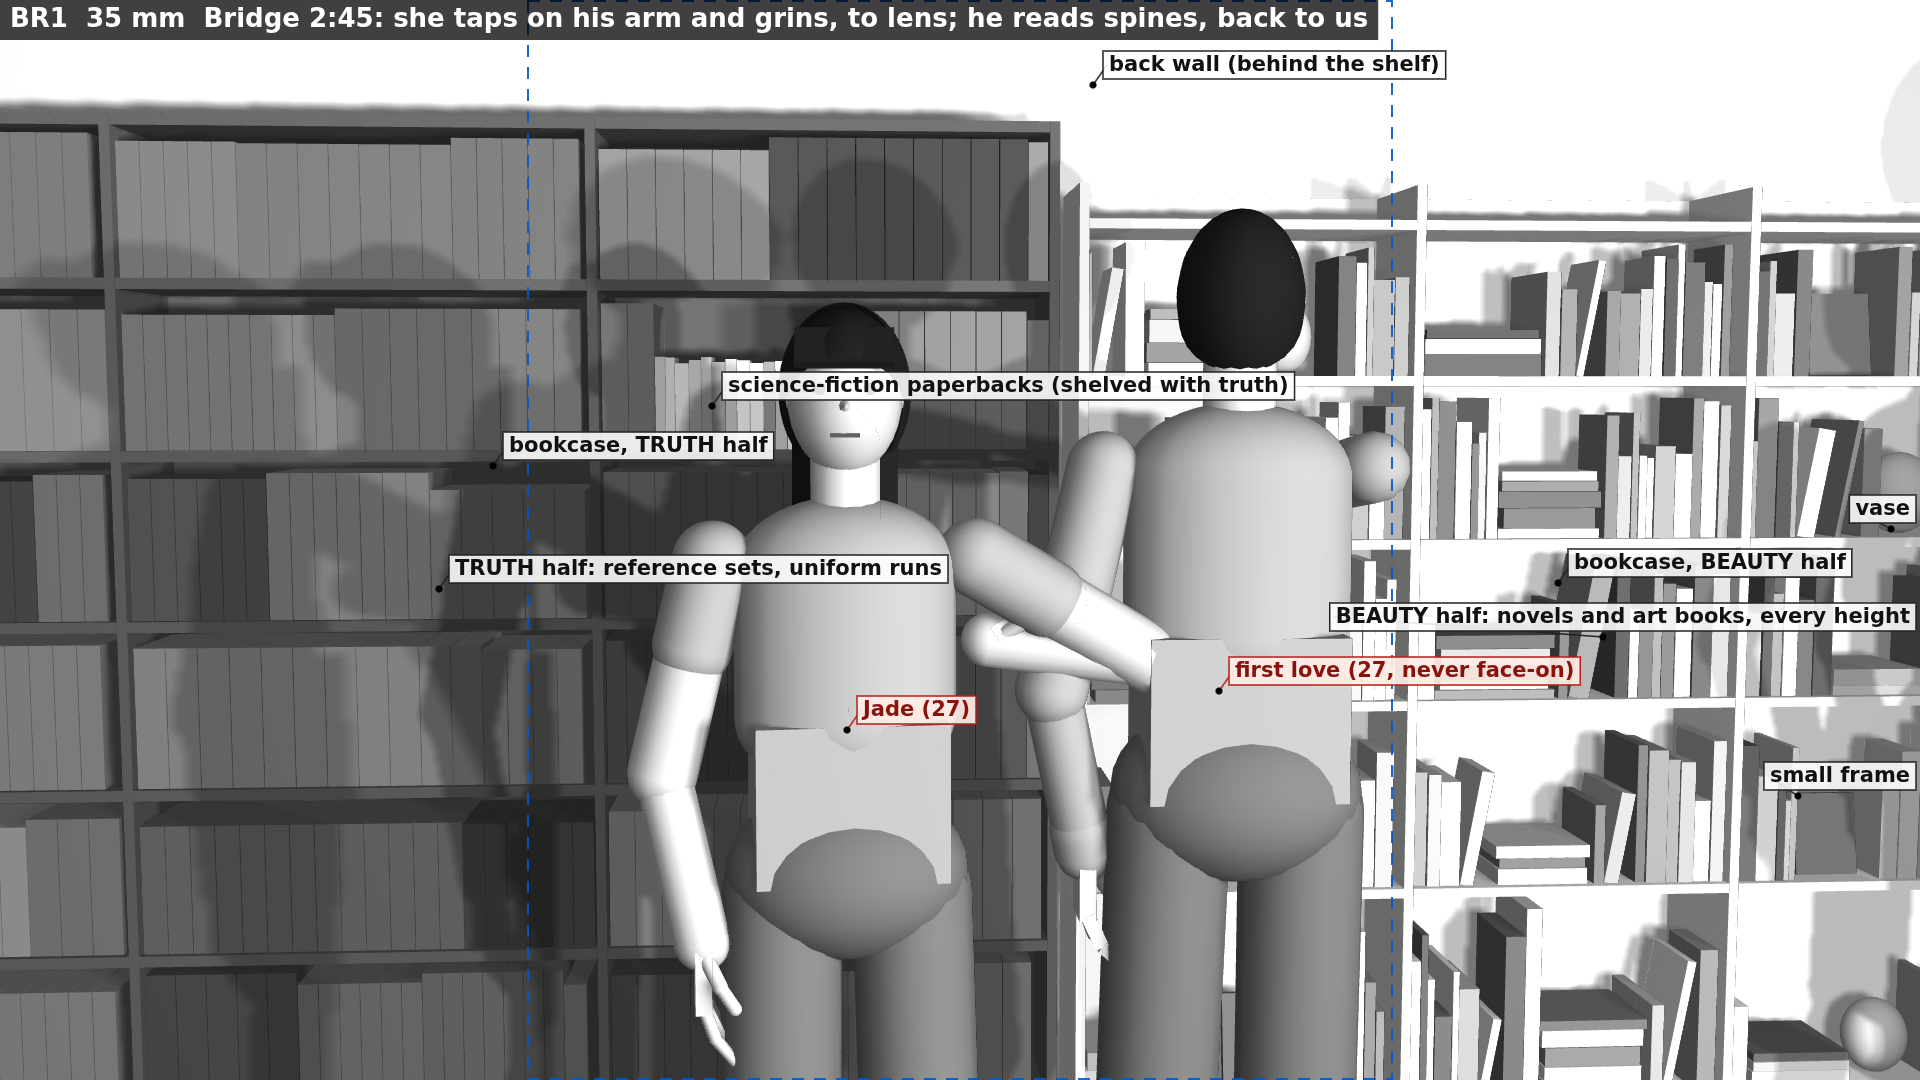 BR1 35 mm Bridge 2:45: she taps on his arm and grins, to lens; he reads spines, back to us
back wall (behind the shelf)
science-fiction paperbacks (shelved with truth)
bookcase, TRUTH half
vase
TRUTH half: reference sets, uniform runs
bookcase, BEAUTY half
BEAUTY half: novels and art books, every height
first love (27, never face-on)
Jade (27)
small frame